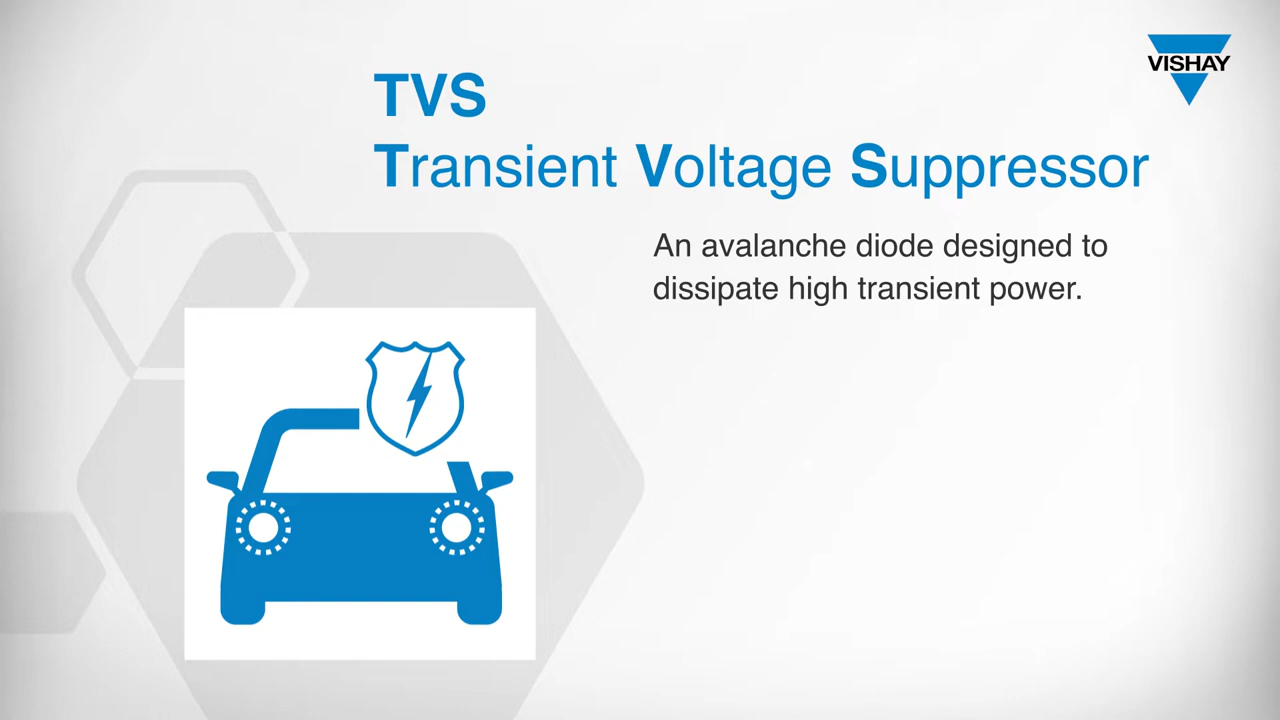 VISHAY
TVS
Transient Voltage Suppressor
An avalanche diode designed to
dissipate high transient power.